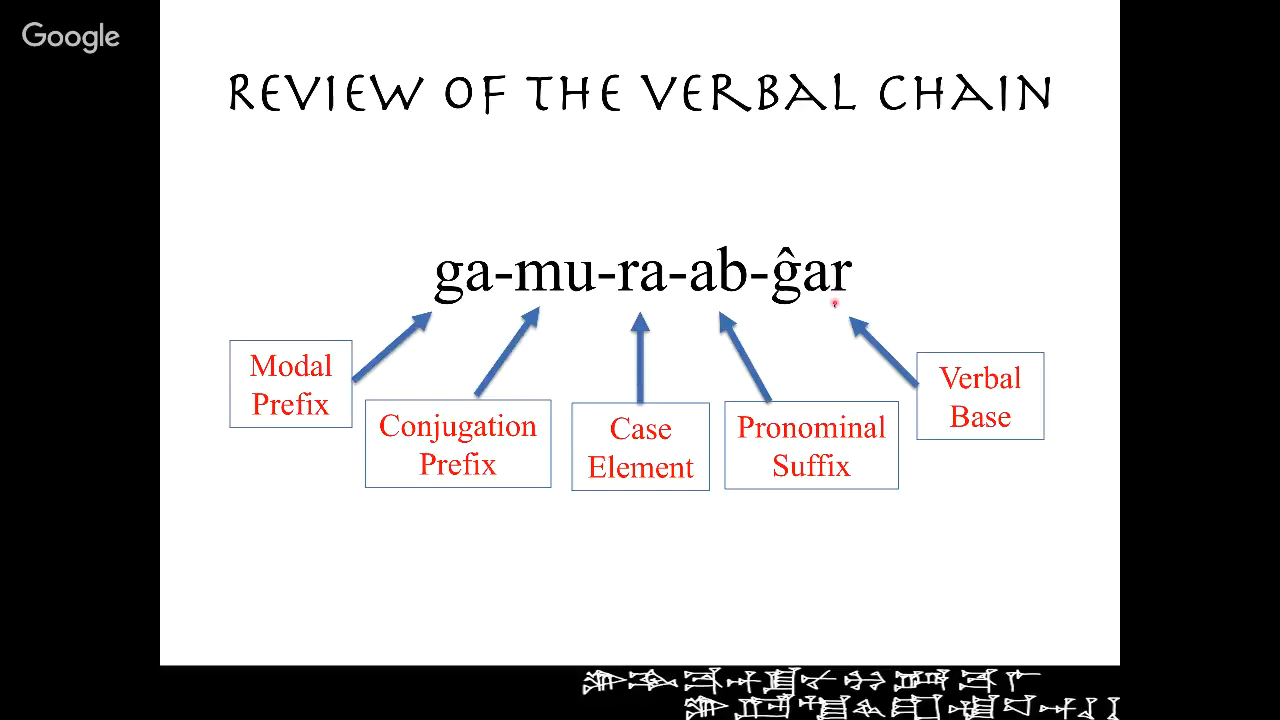 Google
REVIEW OF THE VERBAL CHAIN
ga-mu-ra-ab-ĝar
Modal
Prefix
Conjugation
Prefix
Case
Element
Pronominal
Suffix
Verbal
Base